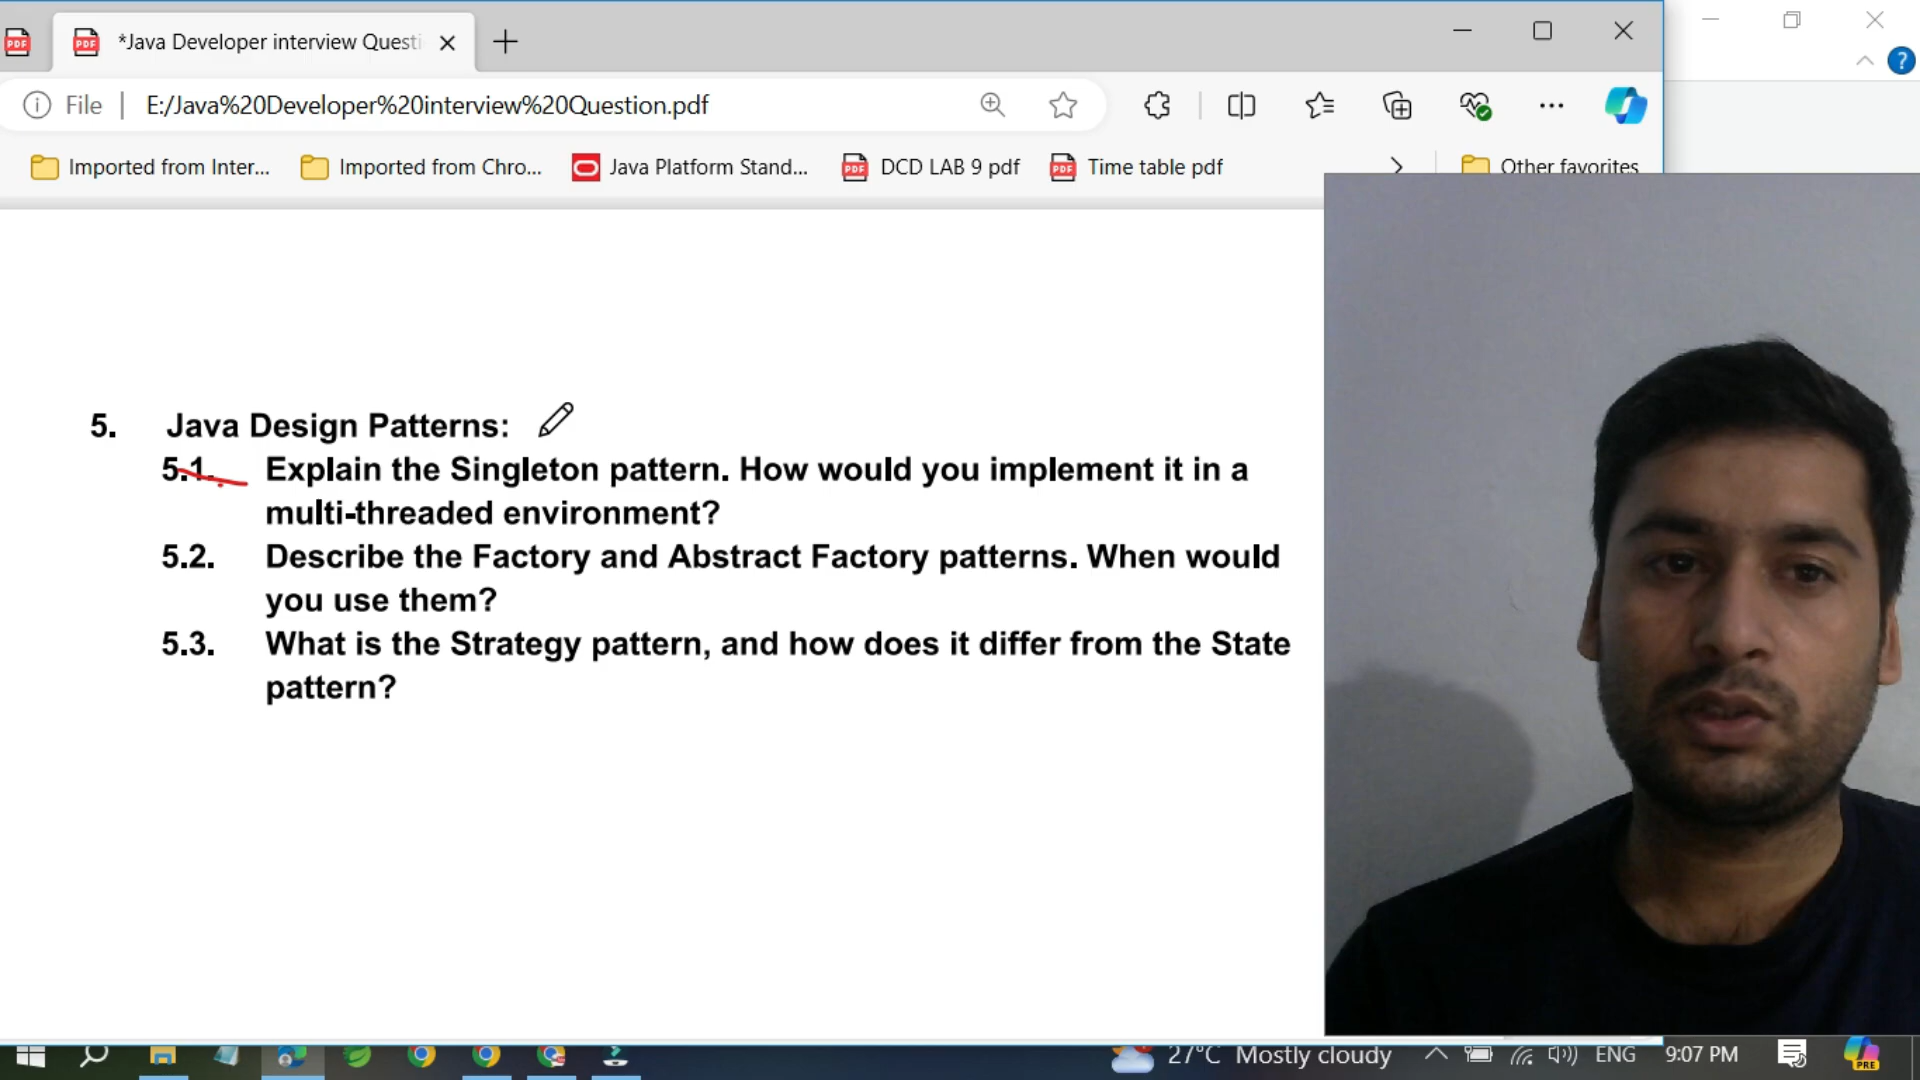 *Java Developer interview Questi
File
E:/Java%20Developer%20interview%20Question.pdf
Imported from Inter...
Imported from Chro...
Java Platform Stand...
DCD LAB 9 pdf
Time table pdf
Other favorites
5. Java Design Patterns:
5.1. Explain the Singleton pattern. How would you implement it in a
multi-threaded environment?
5.2. Describe the Factory and Abstract Factory patterns. When would
you use them?
5.3. What is the Strategy pattern, and how does it differ from the State
pattern?
27°C Mostly cloudy
ENG
9:07 PM
PRE